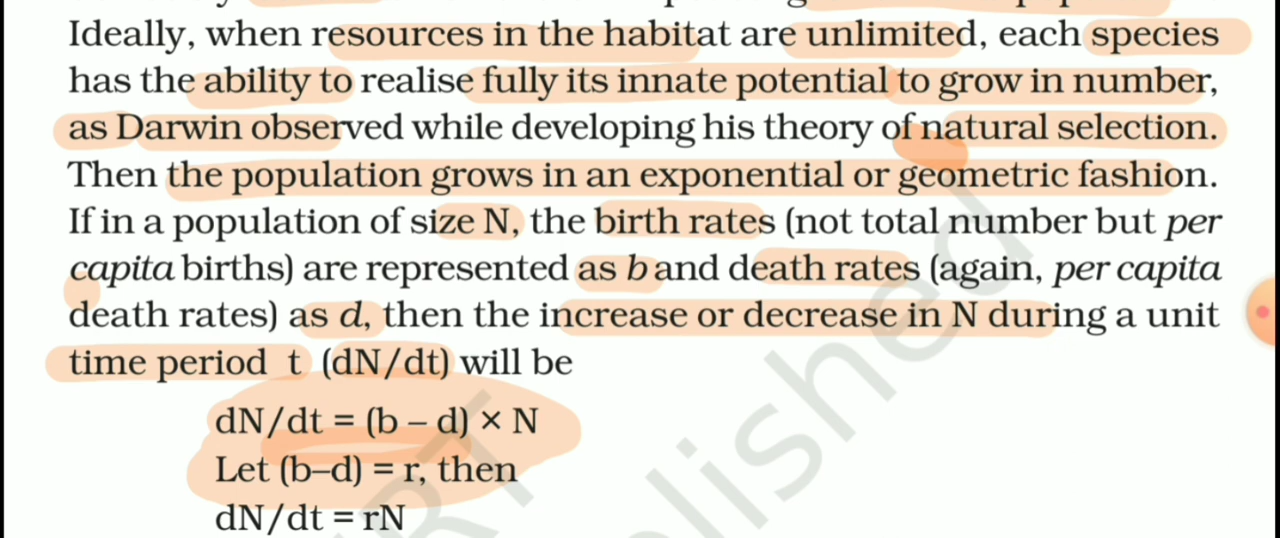 Ideally, when resources in the habitat are unlimited, each species
has the ability to realise fully its innate potential to grow in number,
as Darwin observed while developing his theory of natural selection.
Then the population grows in an exponential or geometric fashion.
If in a population of size N, the birth rates (not total number but per
capita births) are represented as b and death rates (again, per capita
death rates) as d, then the increase or decrease in N during a unit
time period t (dN/dt) will be
dN/dt = (b – d) × N
Let (b–d) = r, then
dN/dt = rN